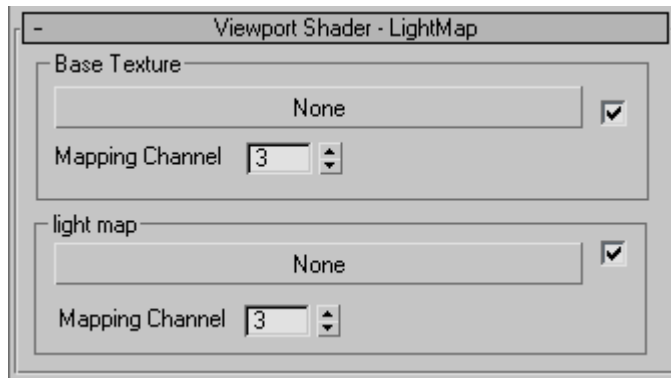 - Viewport Shader - LightMap
Base Texture
None
Mapping Channel 3
light map
None
Mapping Channel 3